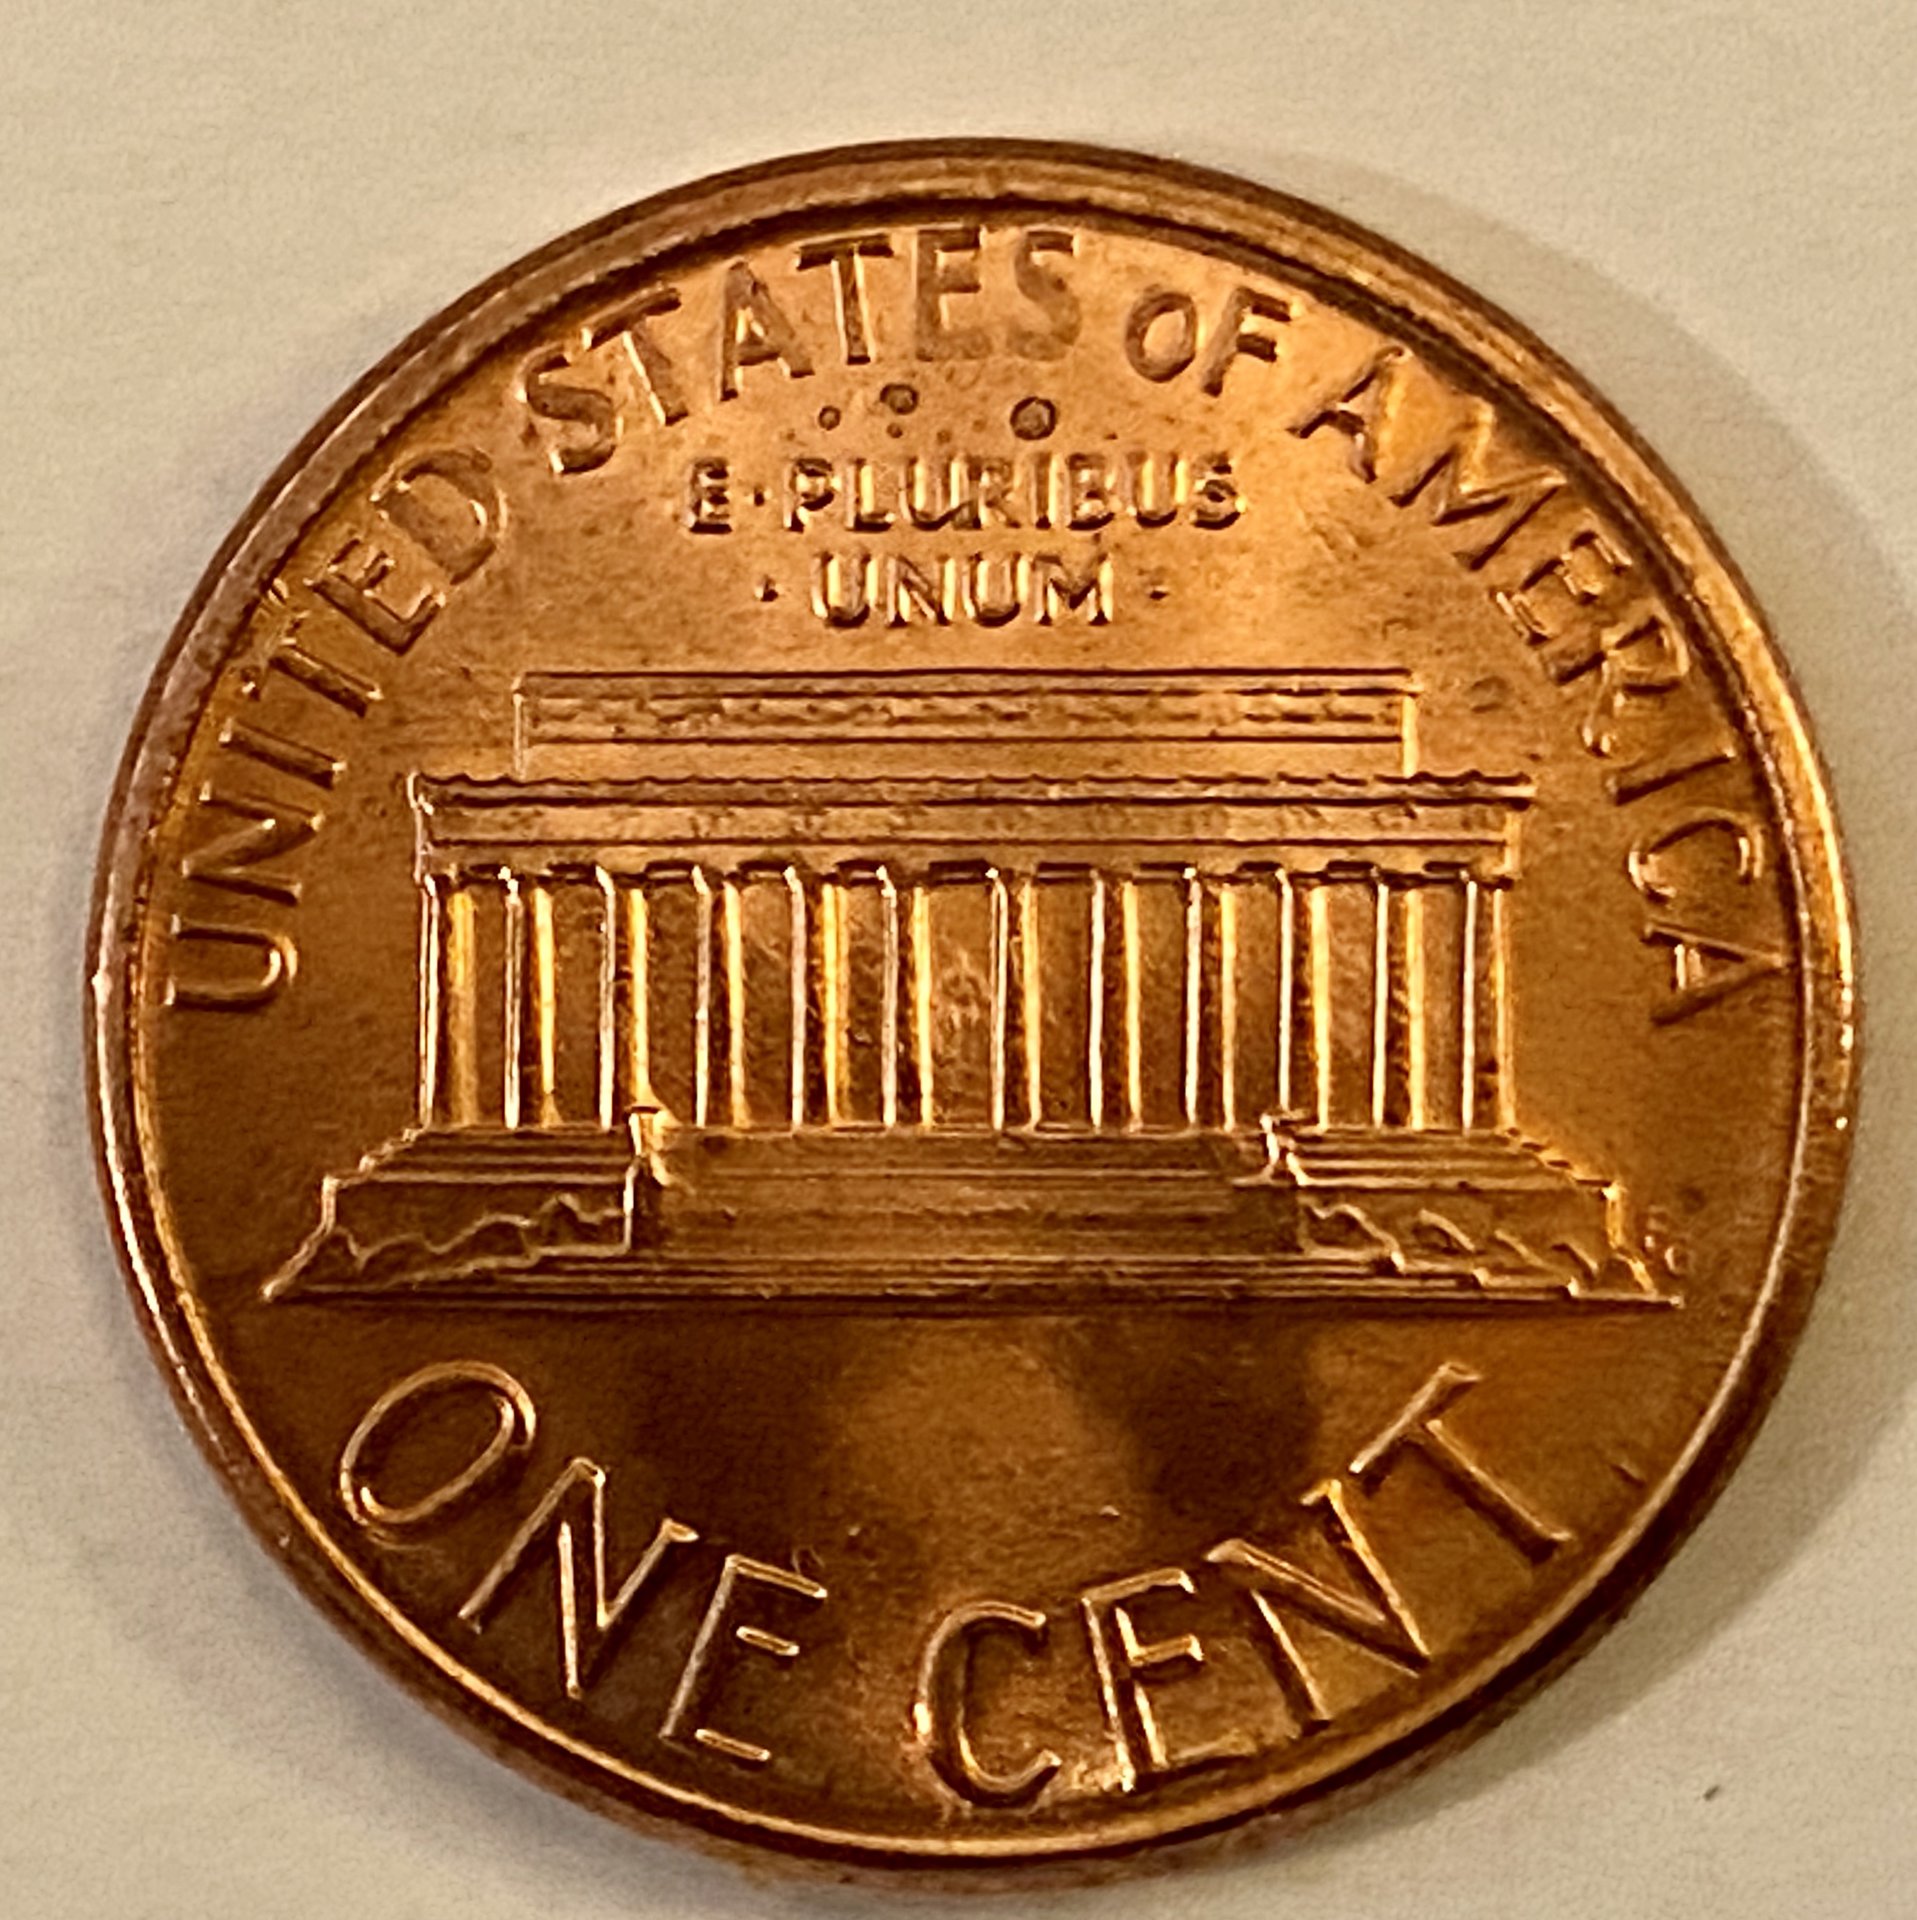 UNITED STATES OF AMERICA
E·PLURIBUS
·UNUM·
ONE CENT